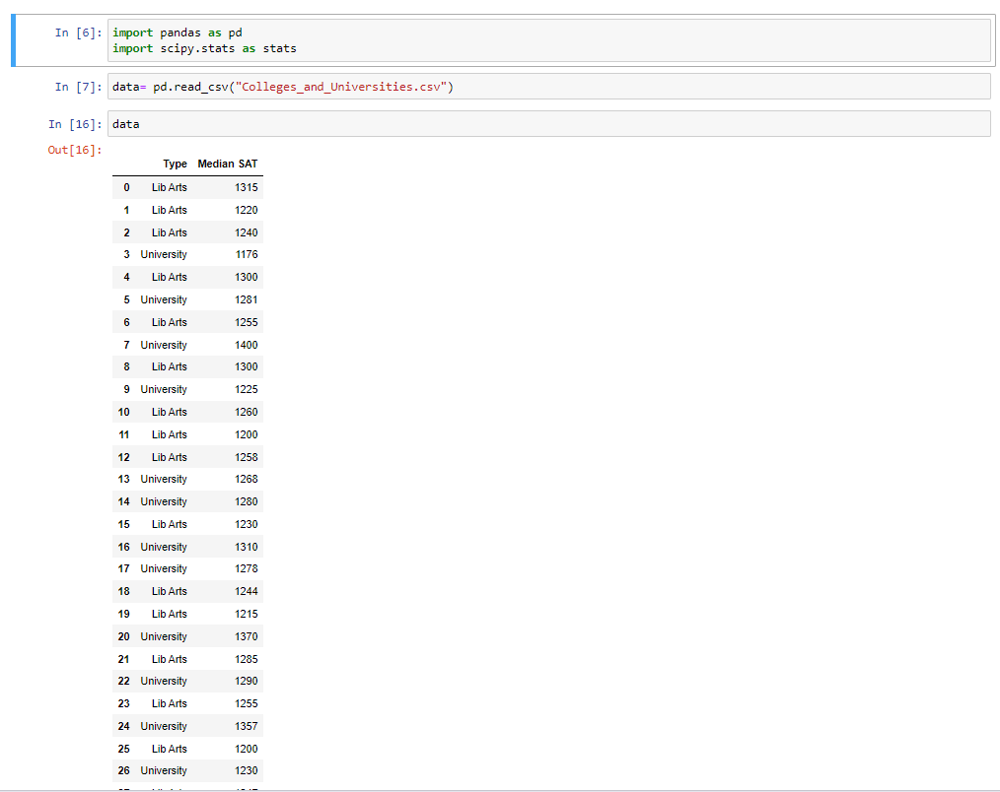 In [6]: import pandas as pd
import scipy.stats as stats
In [7]: data= pd.read_csv("Colleges_and_Universities.csv")
In [16]: data
Out[16]:
Type Median SAT
0 Lib Arts 1315
1 Lib Arts 1220
2 Lib Arts 1240
3 University 1176
4 Lib Arts 1300
5 University 1281
6 Lib Arts 1255
7 University 1400
8 Lib Arts 1300
9 University 1225
10 Lib Arts 1260
11 Lib Arts 1200
12 Lib Arts 1258
13 University 1268
14 University 1280
15 Lib Arts 1230
16 University 1310
17 University 1278
18 Lib Arts 1244
19 Lib Arts 1215
20 University 1370
21 Lib Arts 1285
22 University 1290
23 Lib Arts 1255
24 University 1357
25 Lib Arts 1200
26 University 1230